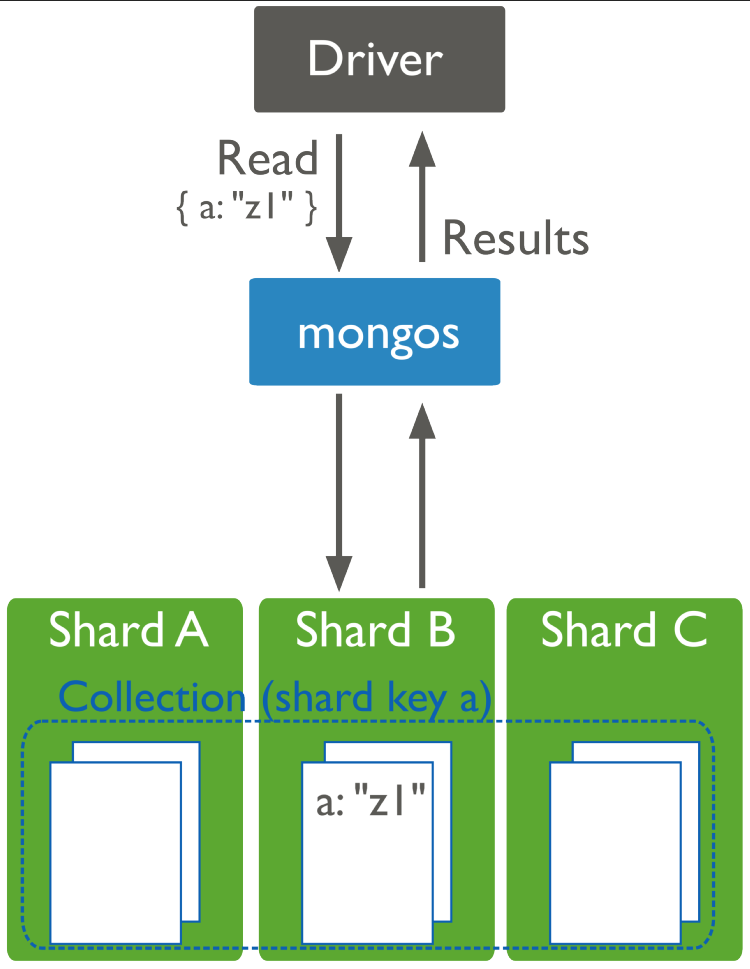 Driver
Read
{ a: "z1" }
Results
mongos
Shard A
Shard B
Shard C
Collection (shard key a)
a: "z1"